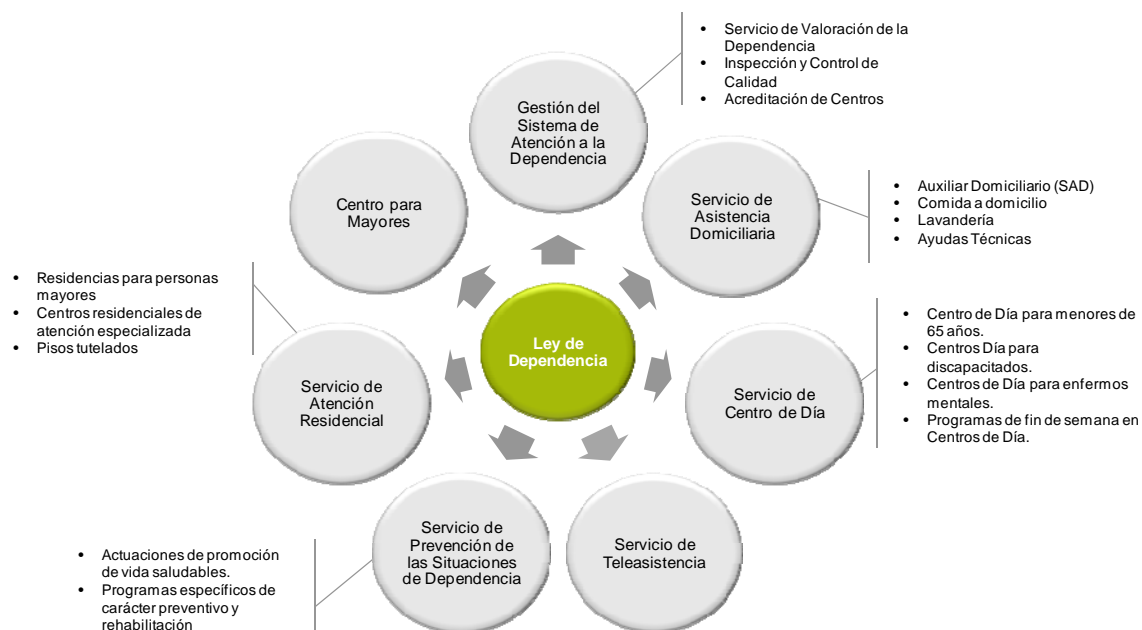 • Servicio de Valoración de la
Dependencia
• Inspección y Control de
Calidad
• Acreditación de Centros
Gestión del
Sistema de
Atención a la
Dependencia
Centro para
Mayores
Servicio de
Asistencia
Domiciliaria
• Auxiliar Domiciliario (SAD)
• Comida a domicilio
• Lavandería
• Ayudas Técnicas
• Residencias para personas
mayores
• Centros residenciales de
atención especializada
• Pisos tutelados
Ley de
Dependencia
• Centro de Día para menores de
65 años.
• Centros Día para
discapacitados.
• Centros de Día para enfermos
mentales.
• Programas de fin de semana en
Centros de Día.
Servicio de
Atención
Residencial
Servicio de
Centro de Día
Servicio de
Prevención de
las Situaciones
de Dependencia
Servicio de
Teleasistencia
• Actuaciones de promoción
de vida saludables.
• Programas específicos de
carácter preventivo y
rehabilitación